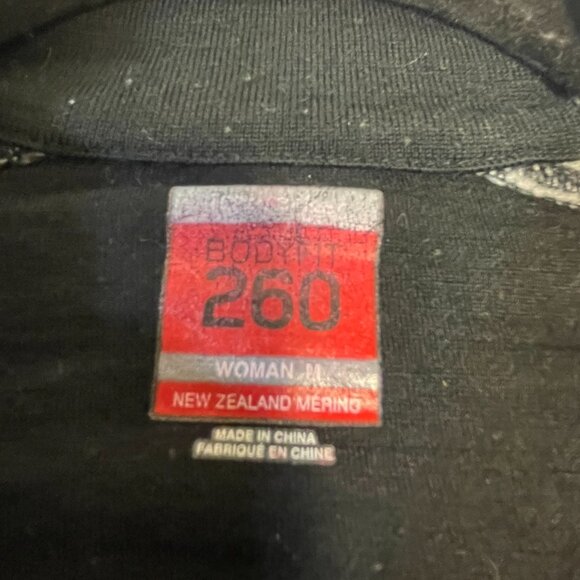 BODYFIT
260
WOMAN M
NEW ZEALAND MERINO
MADE IN CHINA
FABRIQUÉ EN CHINE